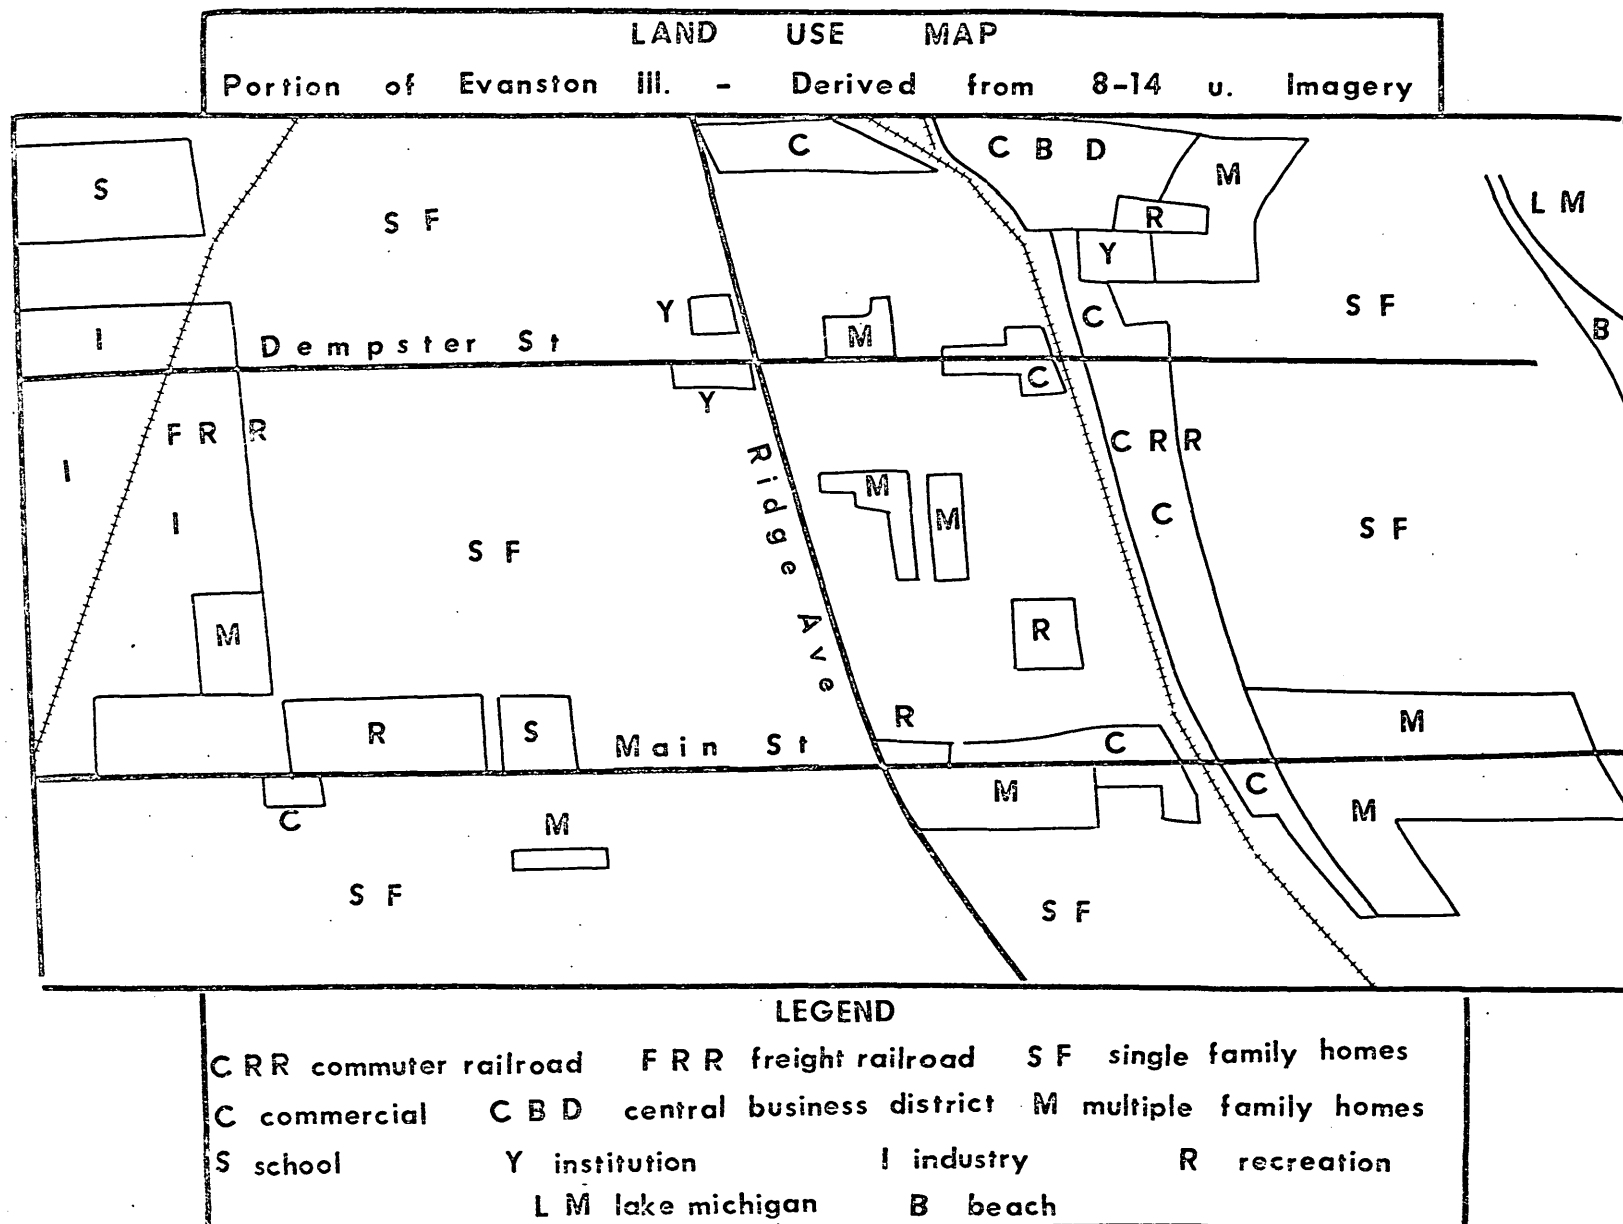 LAND USE MAP
Portion of Evanston Ill. - Derived from 8-14 u. Imagery
C
C B D
M
S
L M
S F
R
Y
S F
Y
C
I
M
B
Dempster St
C
Y
F R R
C R R
I
Ridge Ave
M
M
C
I
S F
S F
M
R
R
M
R
S
Main St
C
C
M
M
C
M
S F
S F
LEGEND
C R R commuter railroad F R R freight railroad S F single family homes
C commercial C B D central business district M multiple family homes
S school Y institution I industry R recreation
L M lake michigan B beach